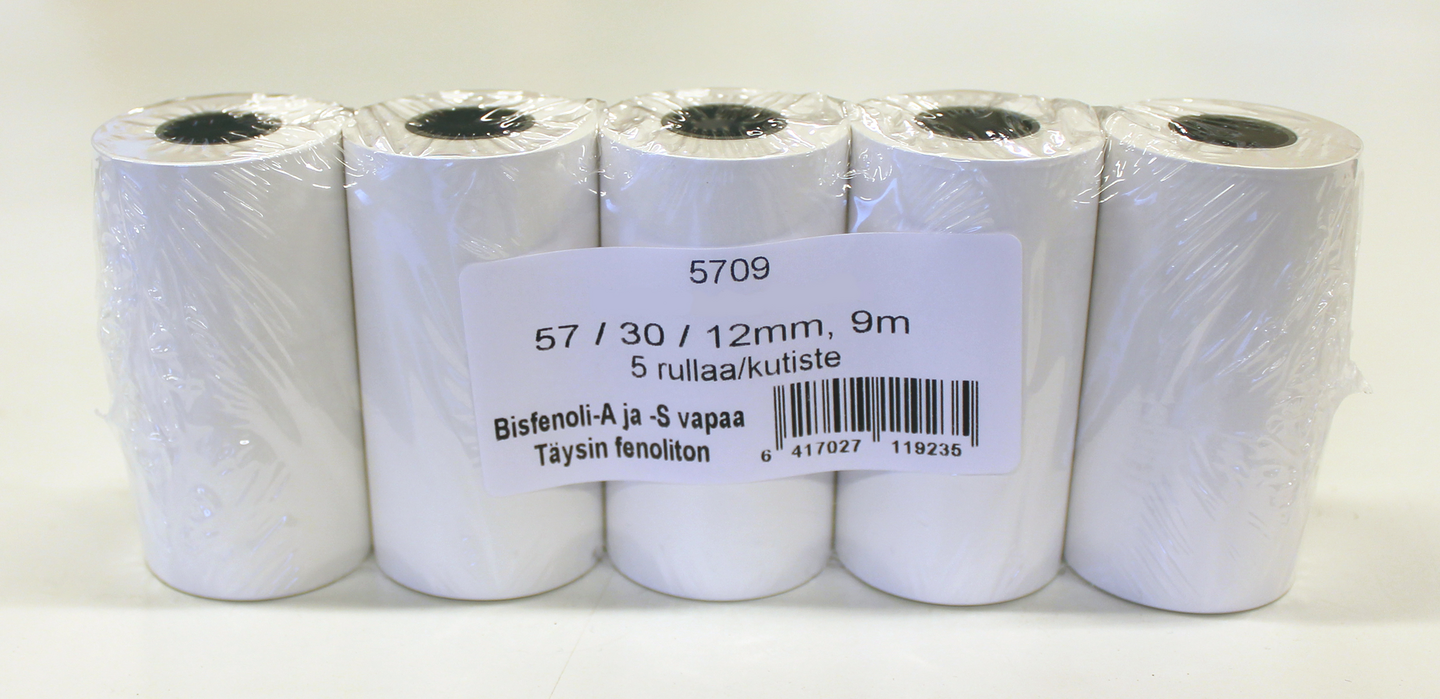 5709
57 / 30 / 12mm, 9m
5 rullaa/kutiste
Bisfenoli-A ja -S vapaa
Täysin fenoliton
6 417027 119235